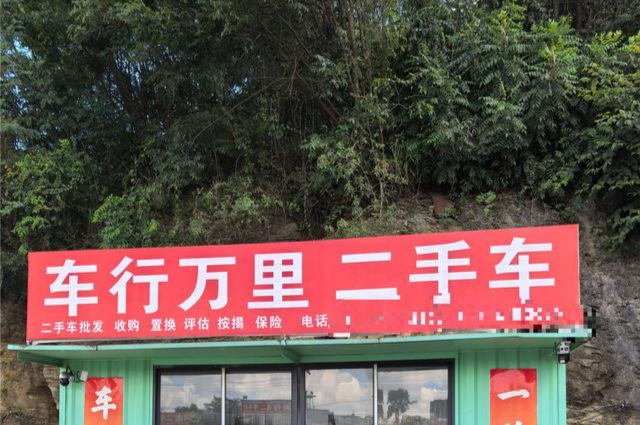 车行万里 二手车
二手车批发 收购 置换 评估 按揭 保险 电话
车
一